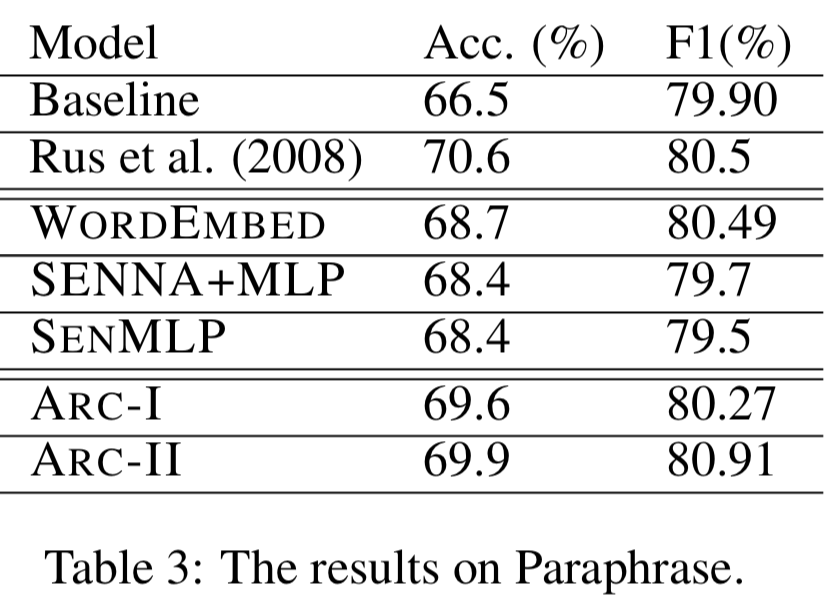 Model Acc. (%) F1(%)
Baseline 66.5 79.90
Rus et al. (2008) 70.6 80.5
WORDEMBED 68.7 80.49
SENNA+MLP 68.4 79.7
SENMLP 68.4 79.5
ARC-I 69.6 80.27
ARC-II 69.9 80.91
Table 3: The results on Paraphrase.